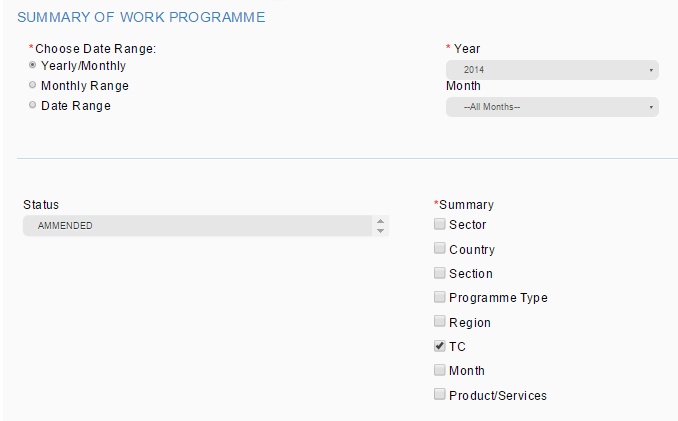 SUMMARY OF WORK PROGRAMME
*Choose Date Range:
Yearly/Monthly
Monthly Range
Date Range
* Year
2014
Month
--All Months--
Status
AMMENDED
*Summary
Sector
Country
Section
Programme Type
Region
TC
Month
Product/Services